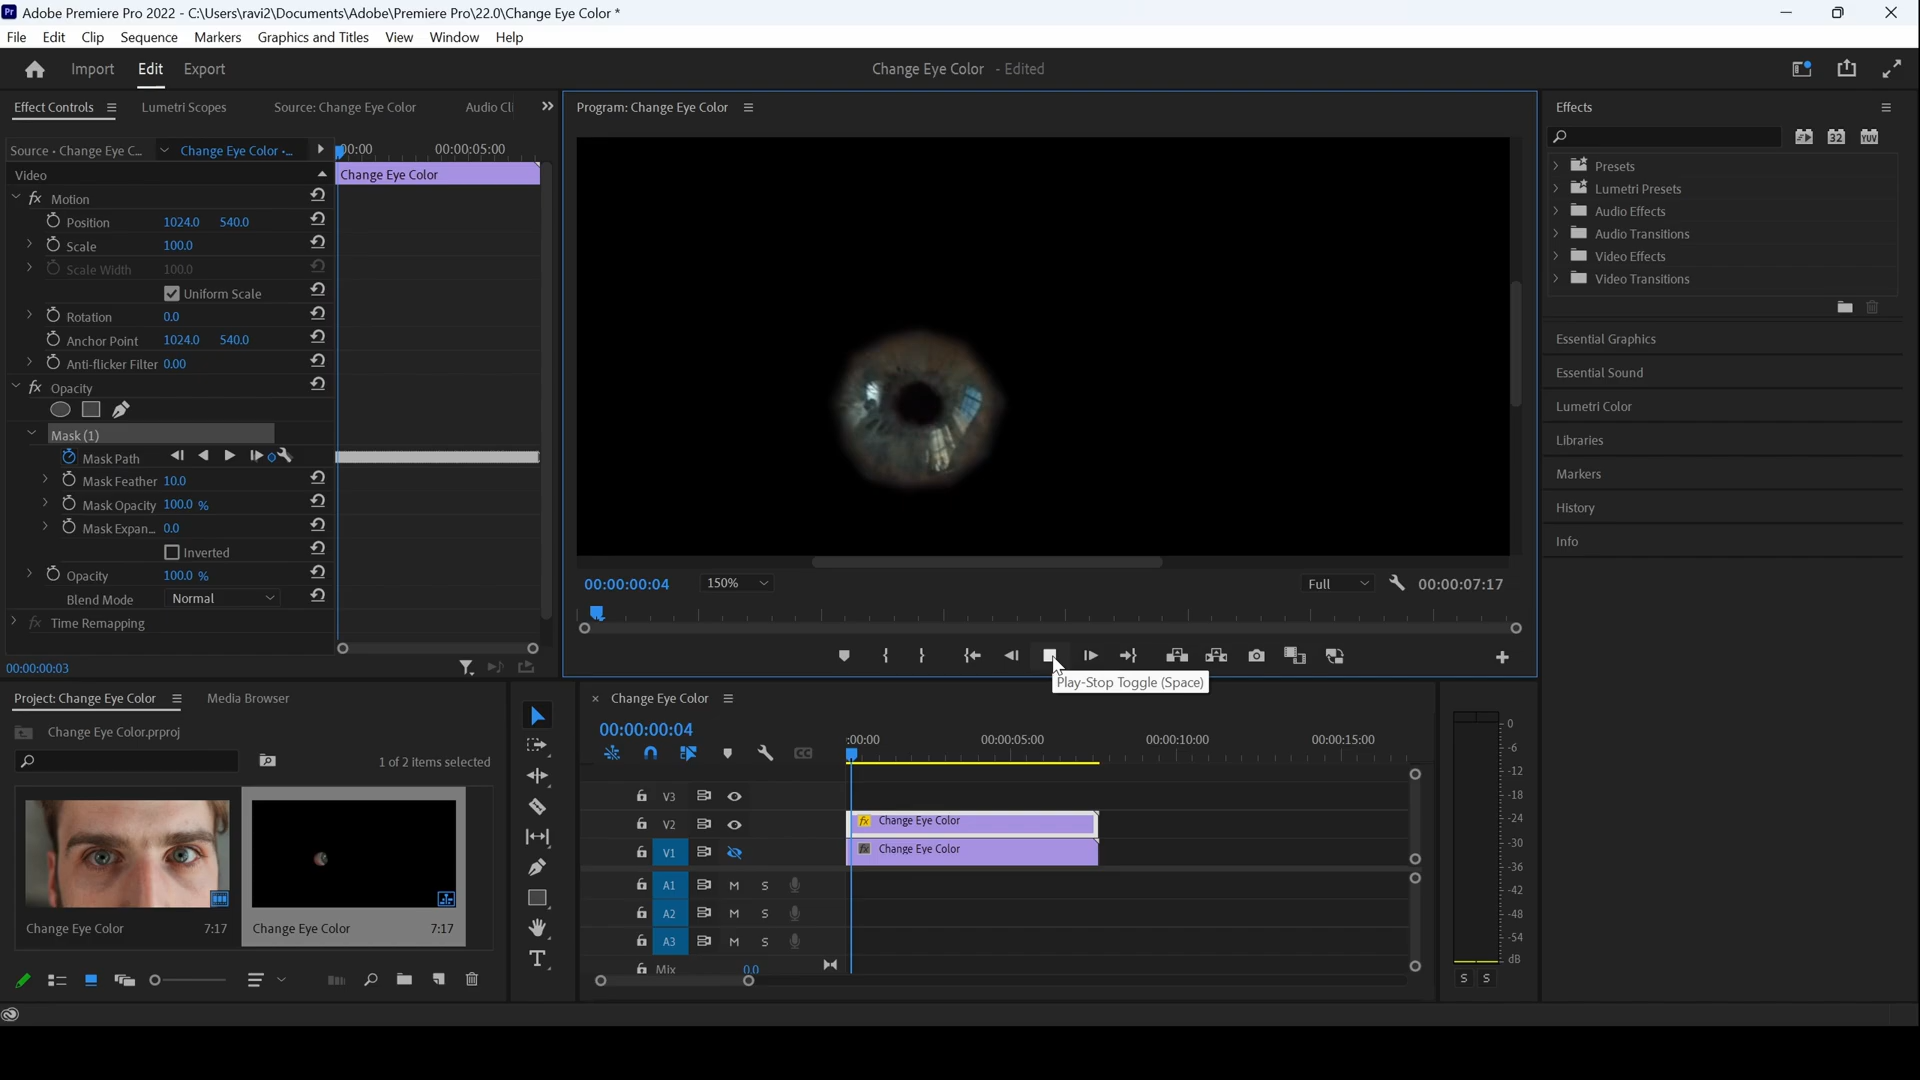 Pr Adobe Premiere Pro 2022 - C:\Users\ravi2\Documents\Adobe\Premiere Pro\22.0\Change Eye Color *
File Edit Clip Sequence Markers Graphics and Titles View Window Help
Import Edit Export
Change Eye Color - Edited
Effect Controls Lumetri Scopes Source: Change Eye Color Audio Cli
Source • Change Eye C... Change Eye Color •...
:00:00 00:00:05:00
Video
Change Eye Color
fx Motion
Position 1024.0 540.0
Scale 100.0
Scale Width 100.0
Uniform Scale
Rotation 0.0
Anchor Point 1024.0 540.0
Anti-flicker Filter 0.00
fx Opacity
Mask (1)
Mask Path
Mask Feather 10.0
Mask Opacity 100.0 %
Mask Expan... 0.0
Inverted
Opacity 100.0 %
Blend Mode Normal
fx Time Remapping
00:00:00:03
Program: Change Eye Color
00:00:00:04 150% Full 00:00:07:17
Play-Stop Toggle (Space)
Effects
32 YUV
Presets
Lumetri Presets
Audio Effects
Audio Transitions
Video Effects
Video Transitions
Essential Graphics
Essential Sound
Lumetri Color
Libraries
Markers
History
Info
Project: Change Eye Color Media Browser
Change Eye Color.prproj
1 of 2 items selected
Change Eye Color 7:17
Change Eye Color 7:17
T
× Change Eye Color
00:00:00:04
CC
:00:00 00:00:05:00 00:00:10:00 00:00:15:00
V3
V2 fx Change Eye Color
V1 fx Change Eye Color
A1 M S
A2 M S
A3 M S
Mix 0.0
0
-6
-12
-18
-24
-30
-36
-42
-48
-54
dB
S S